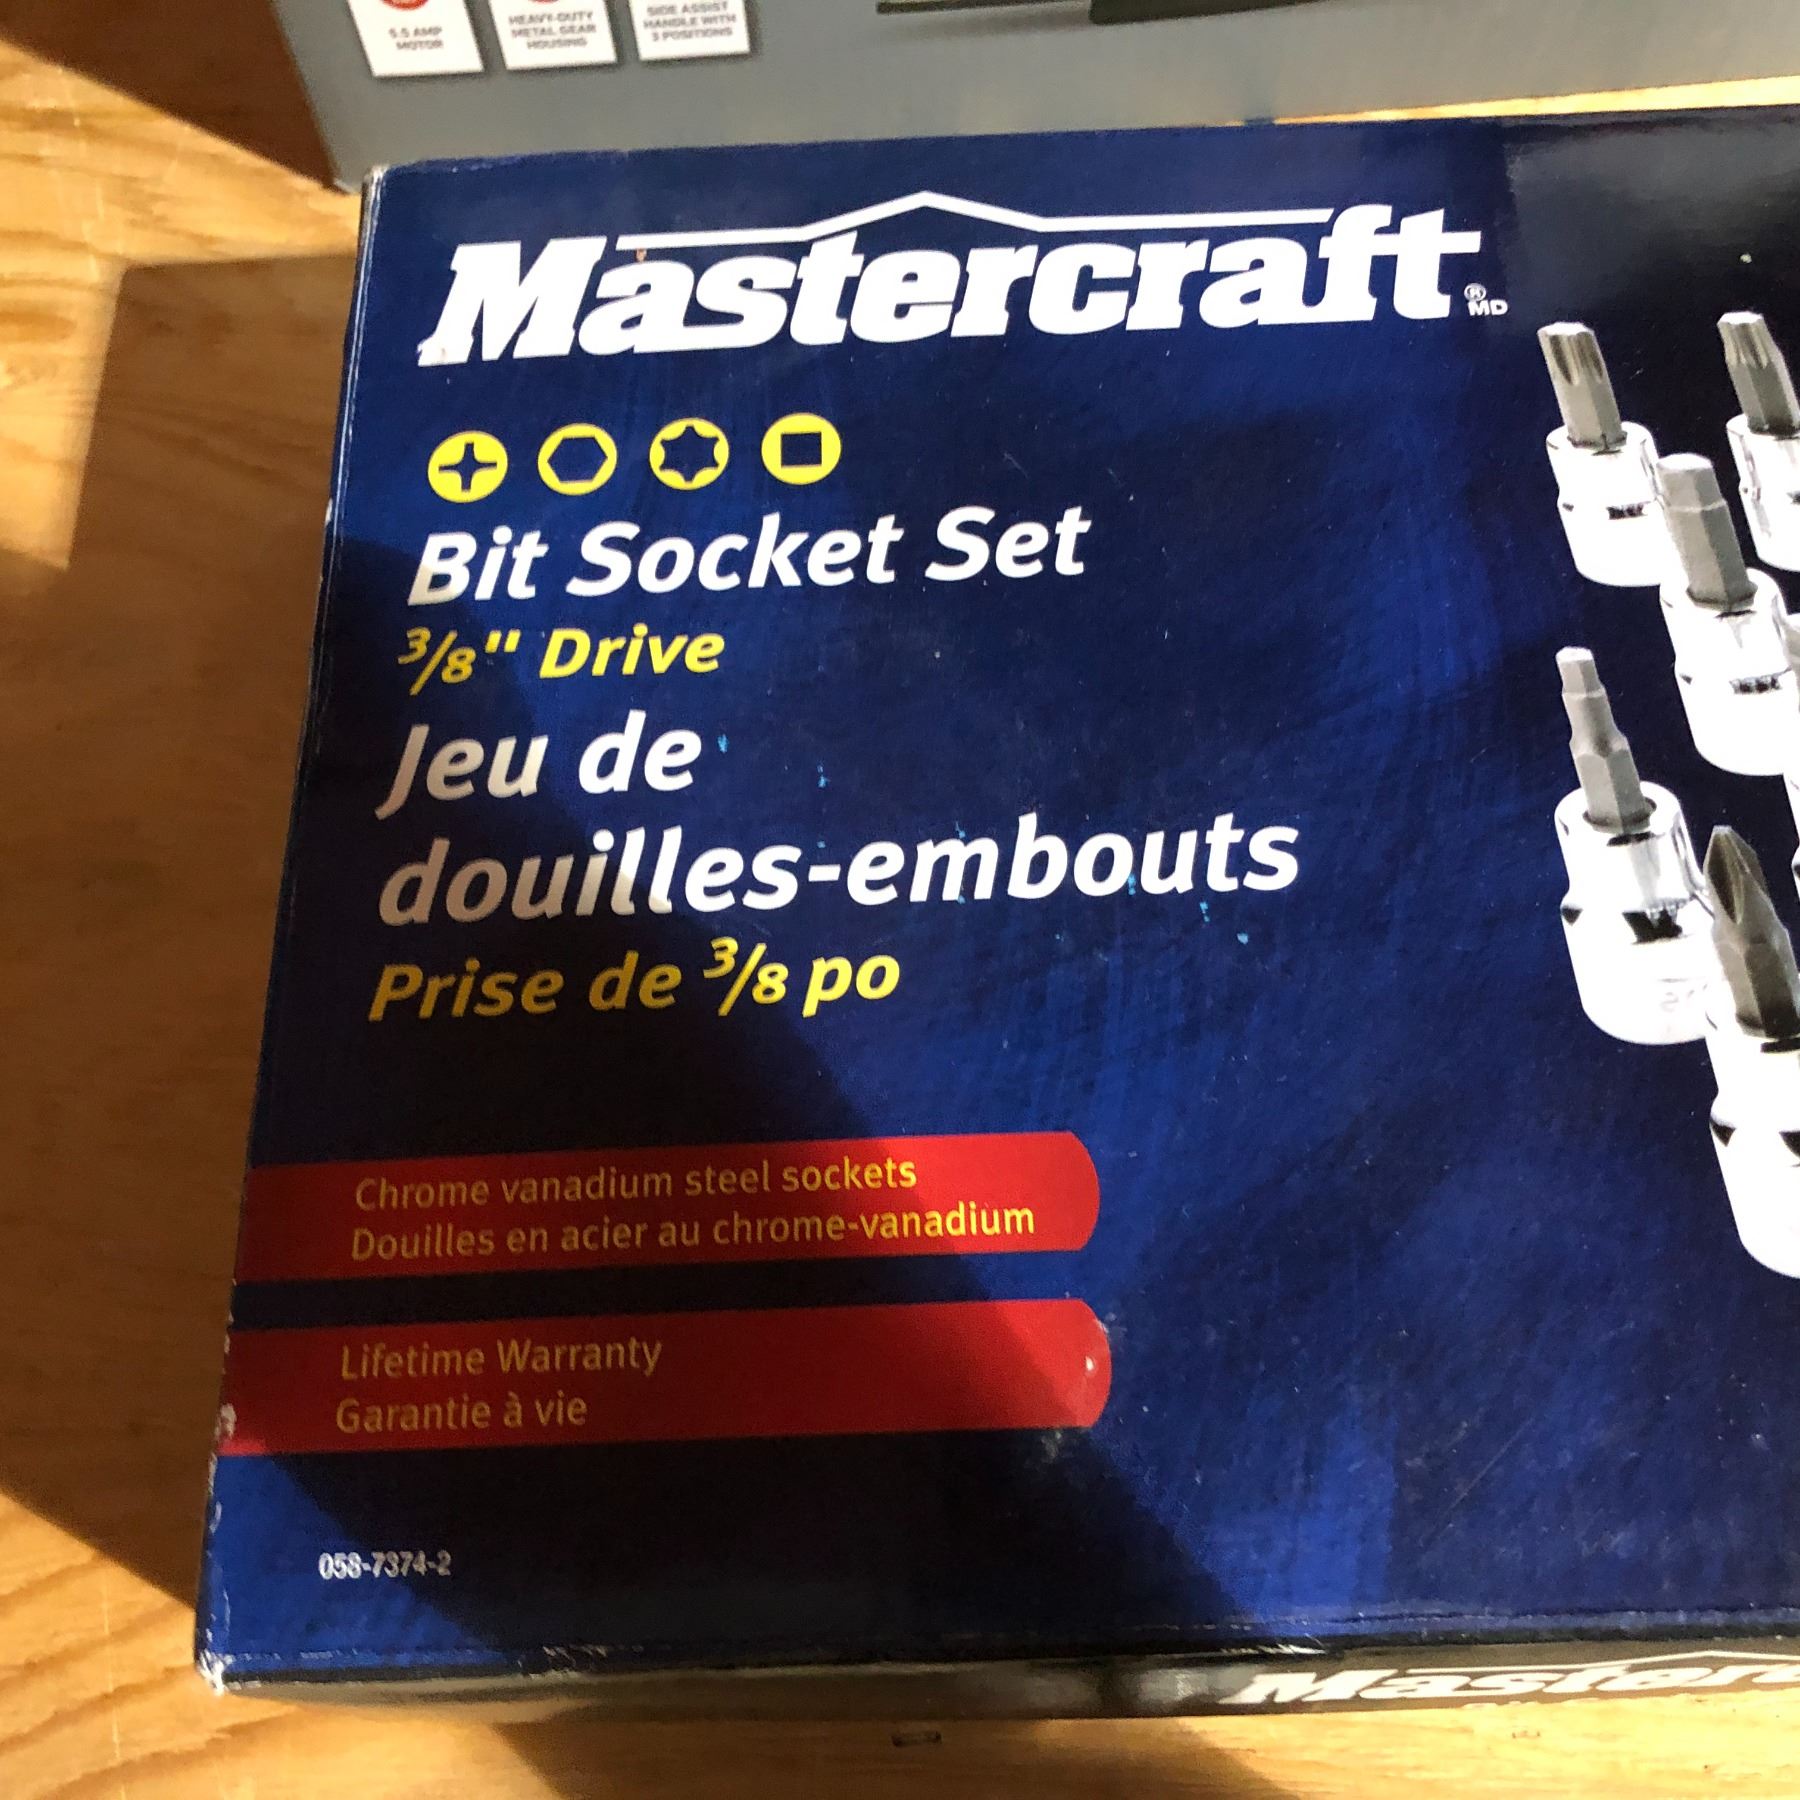 5.5 AMP
MOTOR
HEAVY-DUTY
METAL GEAR
HOUSING
SIDE ASSIST
HANDLE WITH
3 POSITIONS
Mastercraft®
MD
Bit Socket Set
3/8" Drive
Jeu de
douilles-embouts
Prise de 3/8 po
Chrome vanadium steel sockets
Douilles en acier au chrome-vanadium
Lifetime Warranty
Garantie à vie
058-7374-2
Masterc